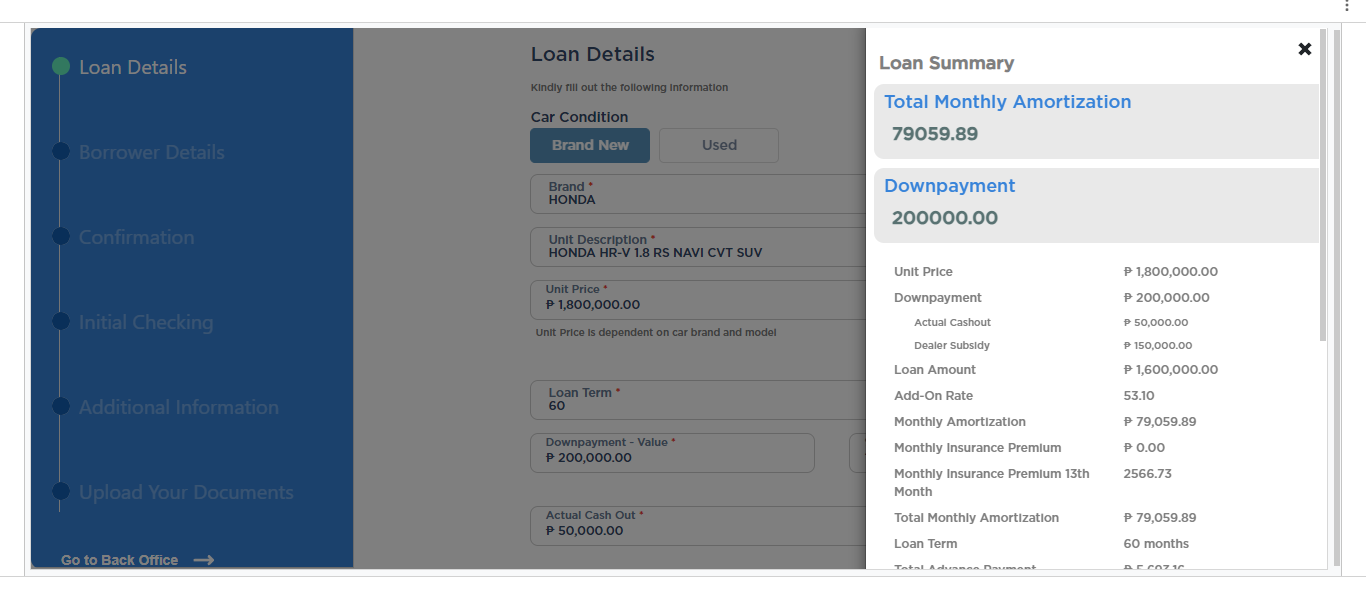 Loan Details
Borrower Details
Confirmation
Initial Checking
Additional Information
Upload Your Documents
Go to Back Office
Loan Details
Kindly fill out the following information
Car Condition
Brand New
Used
Brand *
HONDA
Unit Description *
HONDA HR-V 1.8 RS NAVI CVT SUV
Unit Price *
₱ 1,800,000.00
Unit Price is dependent on car brand and model
Loan Term *
60
Downpayment - Value *
₱ 200,000.00
Actual Cash Out *
₱ 50,000.00
Loan Summary
Total Monthly Amortization
79059.89
Downpayment
200000.00
Unit Price ₱ 1,800,000.00
Downpayment ₱ 200,000.00
Actual Cashout ₱ 50,000.00
Dealer Subsidy ₱ 150,000.00
Loan Amount ₱ 1,600,000.00
Add-On Rate 53.10
Monthly Amortization ₱ 79,059.89
Monthly Insurance Premium ₱ 0.00
Monthly Insurance Premium 13th 2566.73
Month
Total Monthly Amortization ₱ 79,059.89
Loan Term 60 months
Total Advance Payment